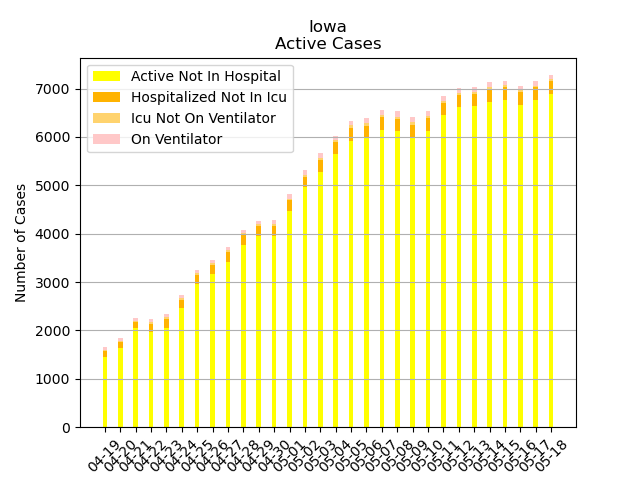 Iowa
Active Cases
Active Not In Hospital
Hospitalized Not In Icu
Icu Not On Ventilator
On Ventilator
Number of Cases
7000
6000
5000
4000
3000
2000
1000
0
04-19 04-20 04-21 04-22 04-23 04-24 04-25 04-26 04-27 04-28 04-29 04-30 05-01 05-02 05-03 05-04 05-05 05-06 05-07 05-08 05-09 05-10 05-11 05-12 05-13 05-14 05-15 05-16 05-17 05-18